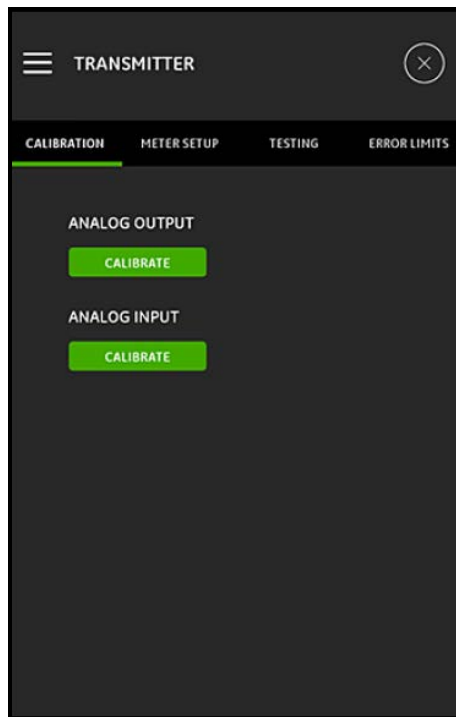 TRANSMITTER
CALIBRATION METER SETUP TESTING ERROR LIMITS
ANALOG OUTPUT
CALIBRATE
ANALOG INPUT
CALIBRATE